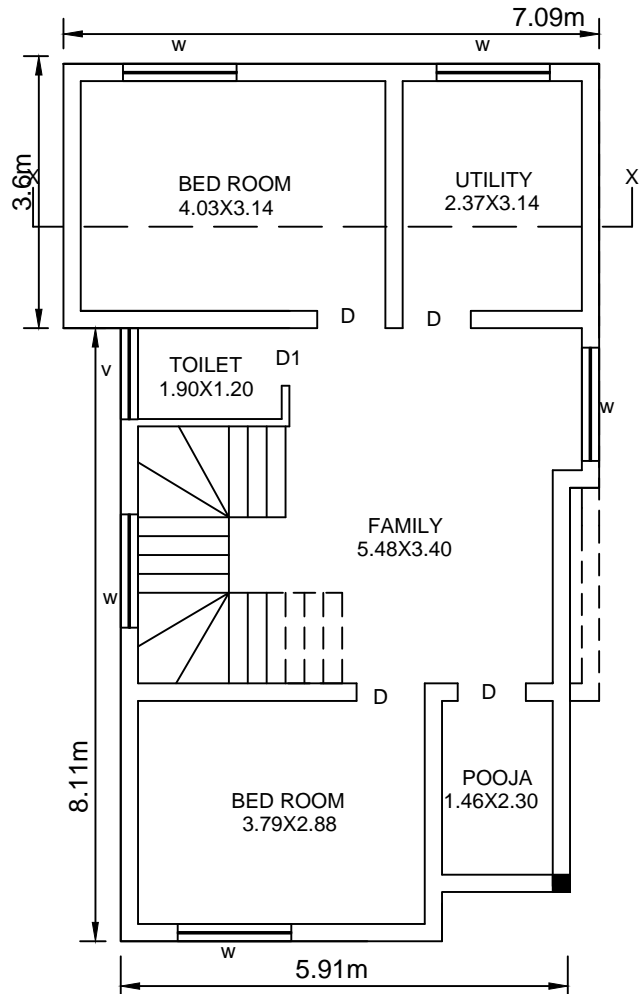 7.09m
w
w
3.6m
X
X
BED ROOM
4.03X3.14
UTILITY
2.37X3.14
D
D
v
TOILET
1.90X1.20
D1
w
FAMILY
5.48X3.40
w
D
D
8.11m
BED ROOM
3.79X2.88
POOJA
1.46X2.30
w
5.91m